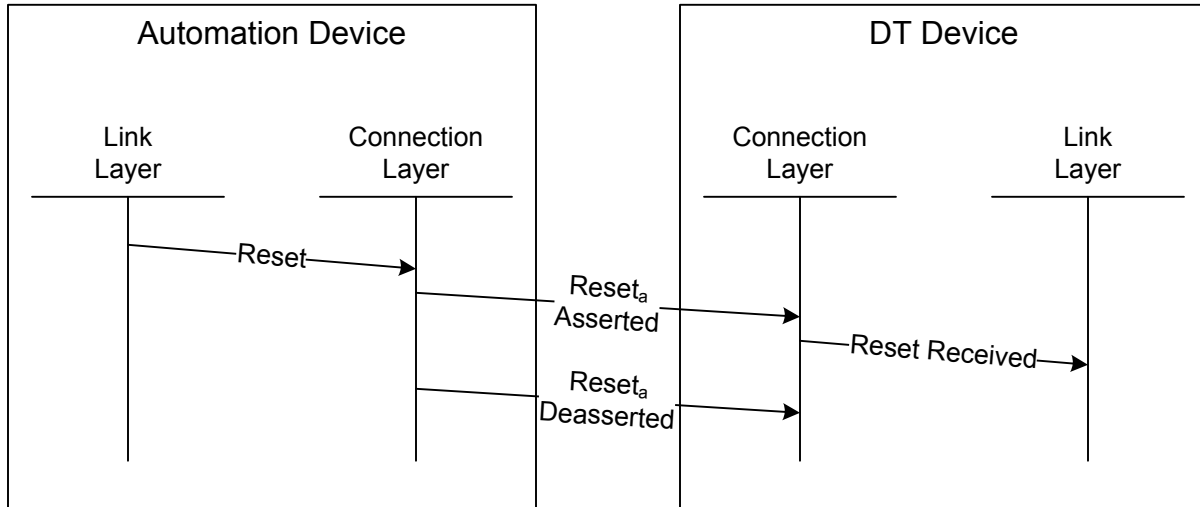 Automation Device
DT Device
Link
Layer
Connection
Layer
Connection
Layer
Link
Layer
Reset
Resetₐ
Asserted
Reset Received
Resetₐ
Deasserted